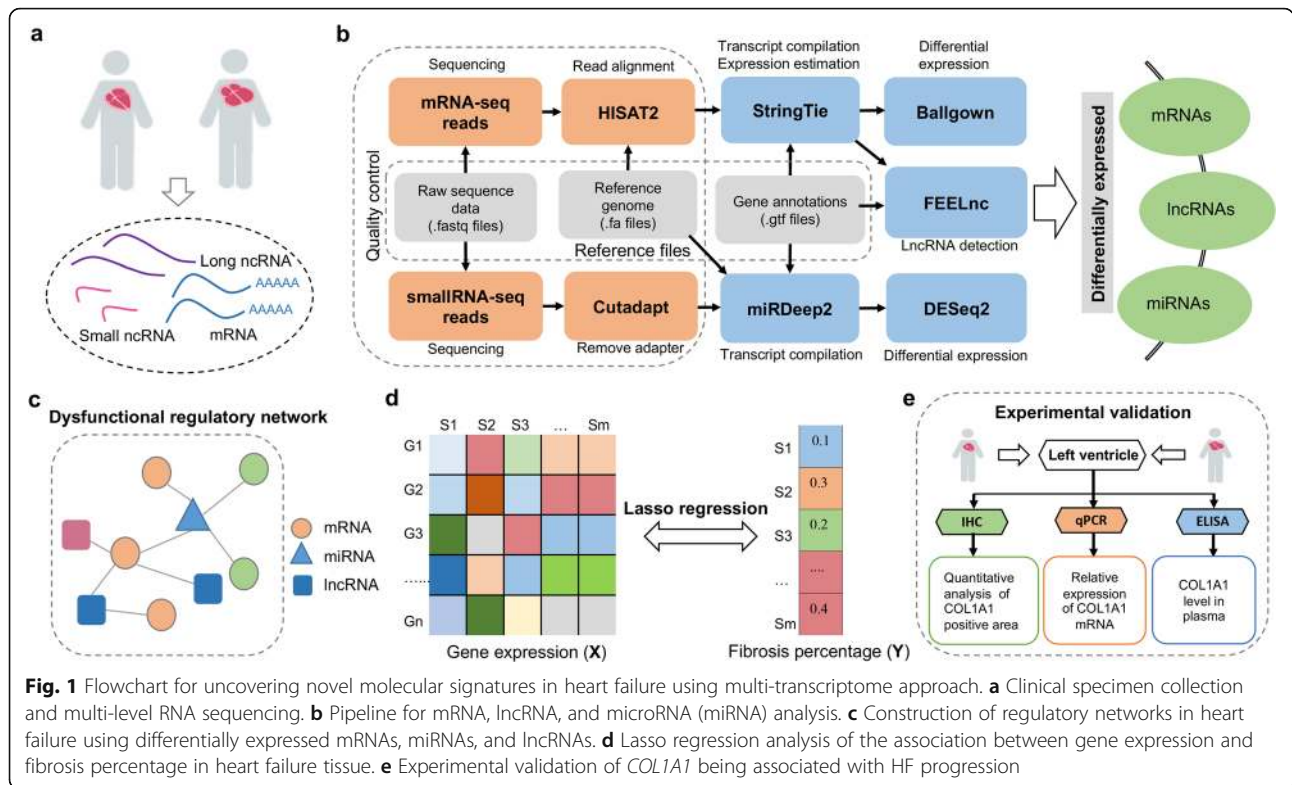 a
Long ncRNA
AAAAA
AAAAA
Small ncRNA
mRNA
b
Sequencing
Read alignment
Transcript compilation
Expression estimation
Differential
expression
mRNA-seq
reads
HISAT2
StringTie
Ballgown
Quality control
Raw sequence
data
(.fastq files)
Reference
genome
(.fa files)
Gene annotations
(.gtf files)
FEELnc
LncRNA detection
Reference files
smallRNA-seq
reads
Cutadapt
miRDeep2
DESeq2
Sequencing
Remove adapter
Transcript compilation
Differential expression
Differentially expressed
mRNAs
lncRNAs
miRNAs
c
Dysfunctional regulatory network
mRNA
miRNA
lncRNA
d
S1 S2 S3 ... Sm
G1
G2
G3
......
Gn
Gene expression (X)
Lasso regression
S1 0.1
S2 0.3
S3 0.2
... ....
Sm 0.4
Fibrosis percentage (Y)
e
Experimental validation
Left ventricle
IHC
qPCR
ELISA
Quantitative
analysis of
COL1A1
positive area
Relative
expression
of COL1A1
mRNA
COL1A1
level in
plasma
Fig. 1 Flowchart for uncovering novel molecular signatures in heart failure using multi-transcriptome approach. a Clinical specimen collection
and multi-level RNA sequencing. b Pipeline for mRNA, lncRNA, and microRNA (miRNA) analysis. c Construction of regulatory networks in heart
failure using differentially expressed mRNAs, miRNAs, and lncRNAs. d Lasso regression analysis of the association between gene expression and
fibrosis percentage in heart failure tissue. e Experimental validation of COL1A1 being associated with HF progression